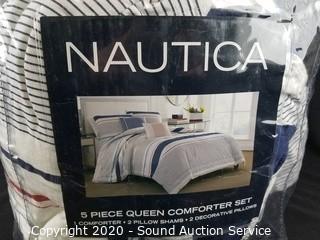 NAUTICA
5 PIECE QUEEN COMFORTER SET
1 COMFORTER • 2 PILLOW SHAMS • 2 DECORATIVE PILLOWS
Copyright 2020 - Sound Auction Service